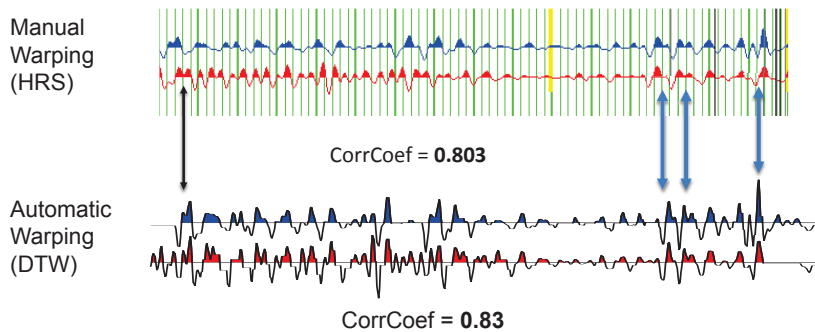 Manual
Warping
(HRS)
CorrCoef = 0.803
Automatic
Warping
(DTW)
CorrCoef = 0.83